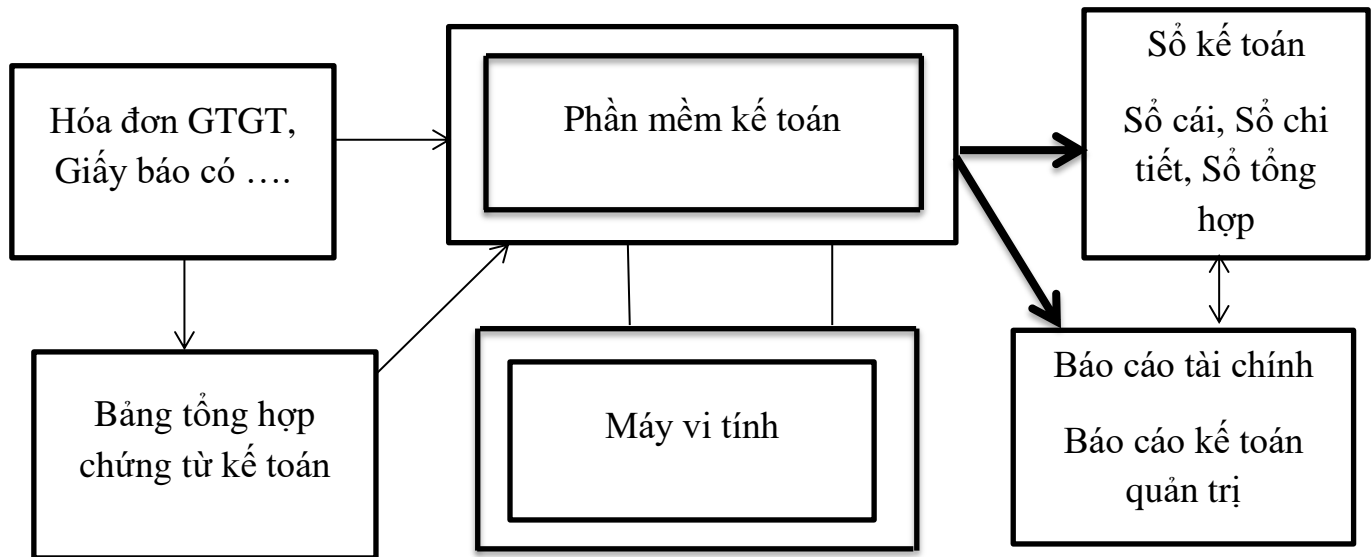 Hóa đơn GTGT,
Giấy báo có ….
Phần mềm kế toán
Sổ kế toán
Sổ cái, Sổ chi
tiết, Sổ tổng
hợp
Bảng tổng hợp
chứng từ kế toán
Máy vi tính
Báo cáo tài chính
Báo cáo kế toán
quản trị